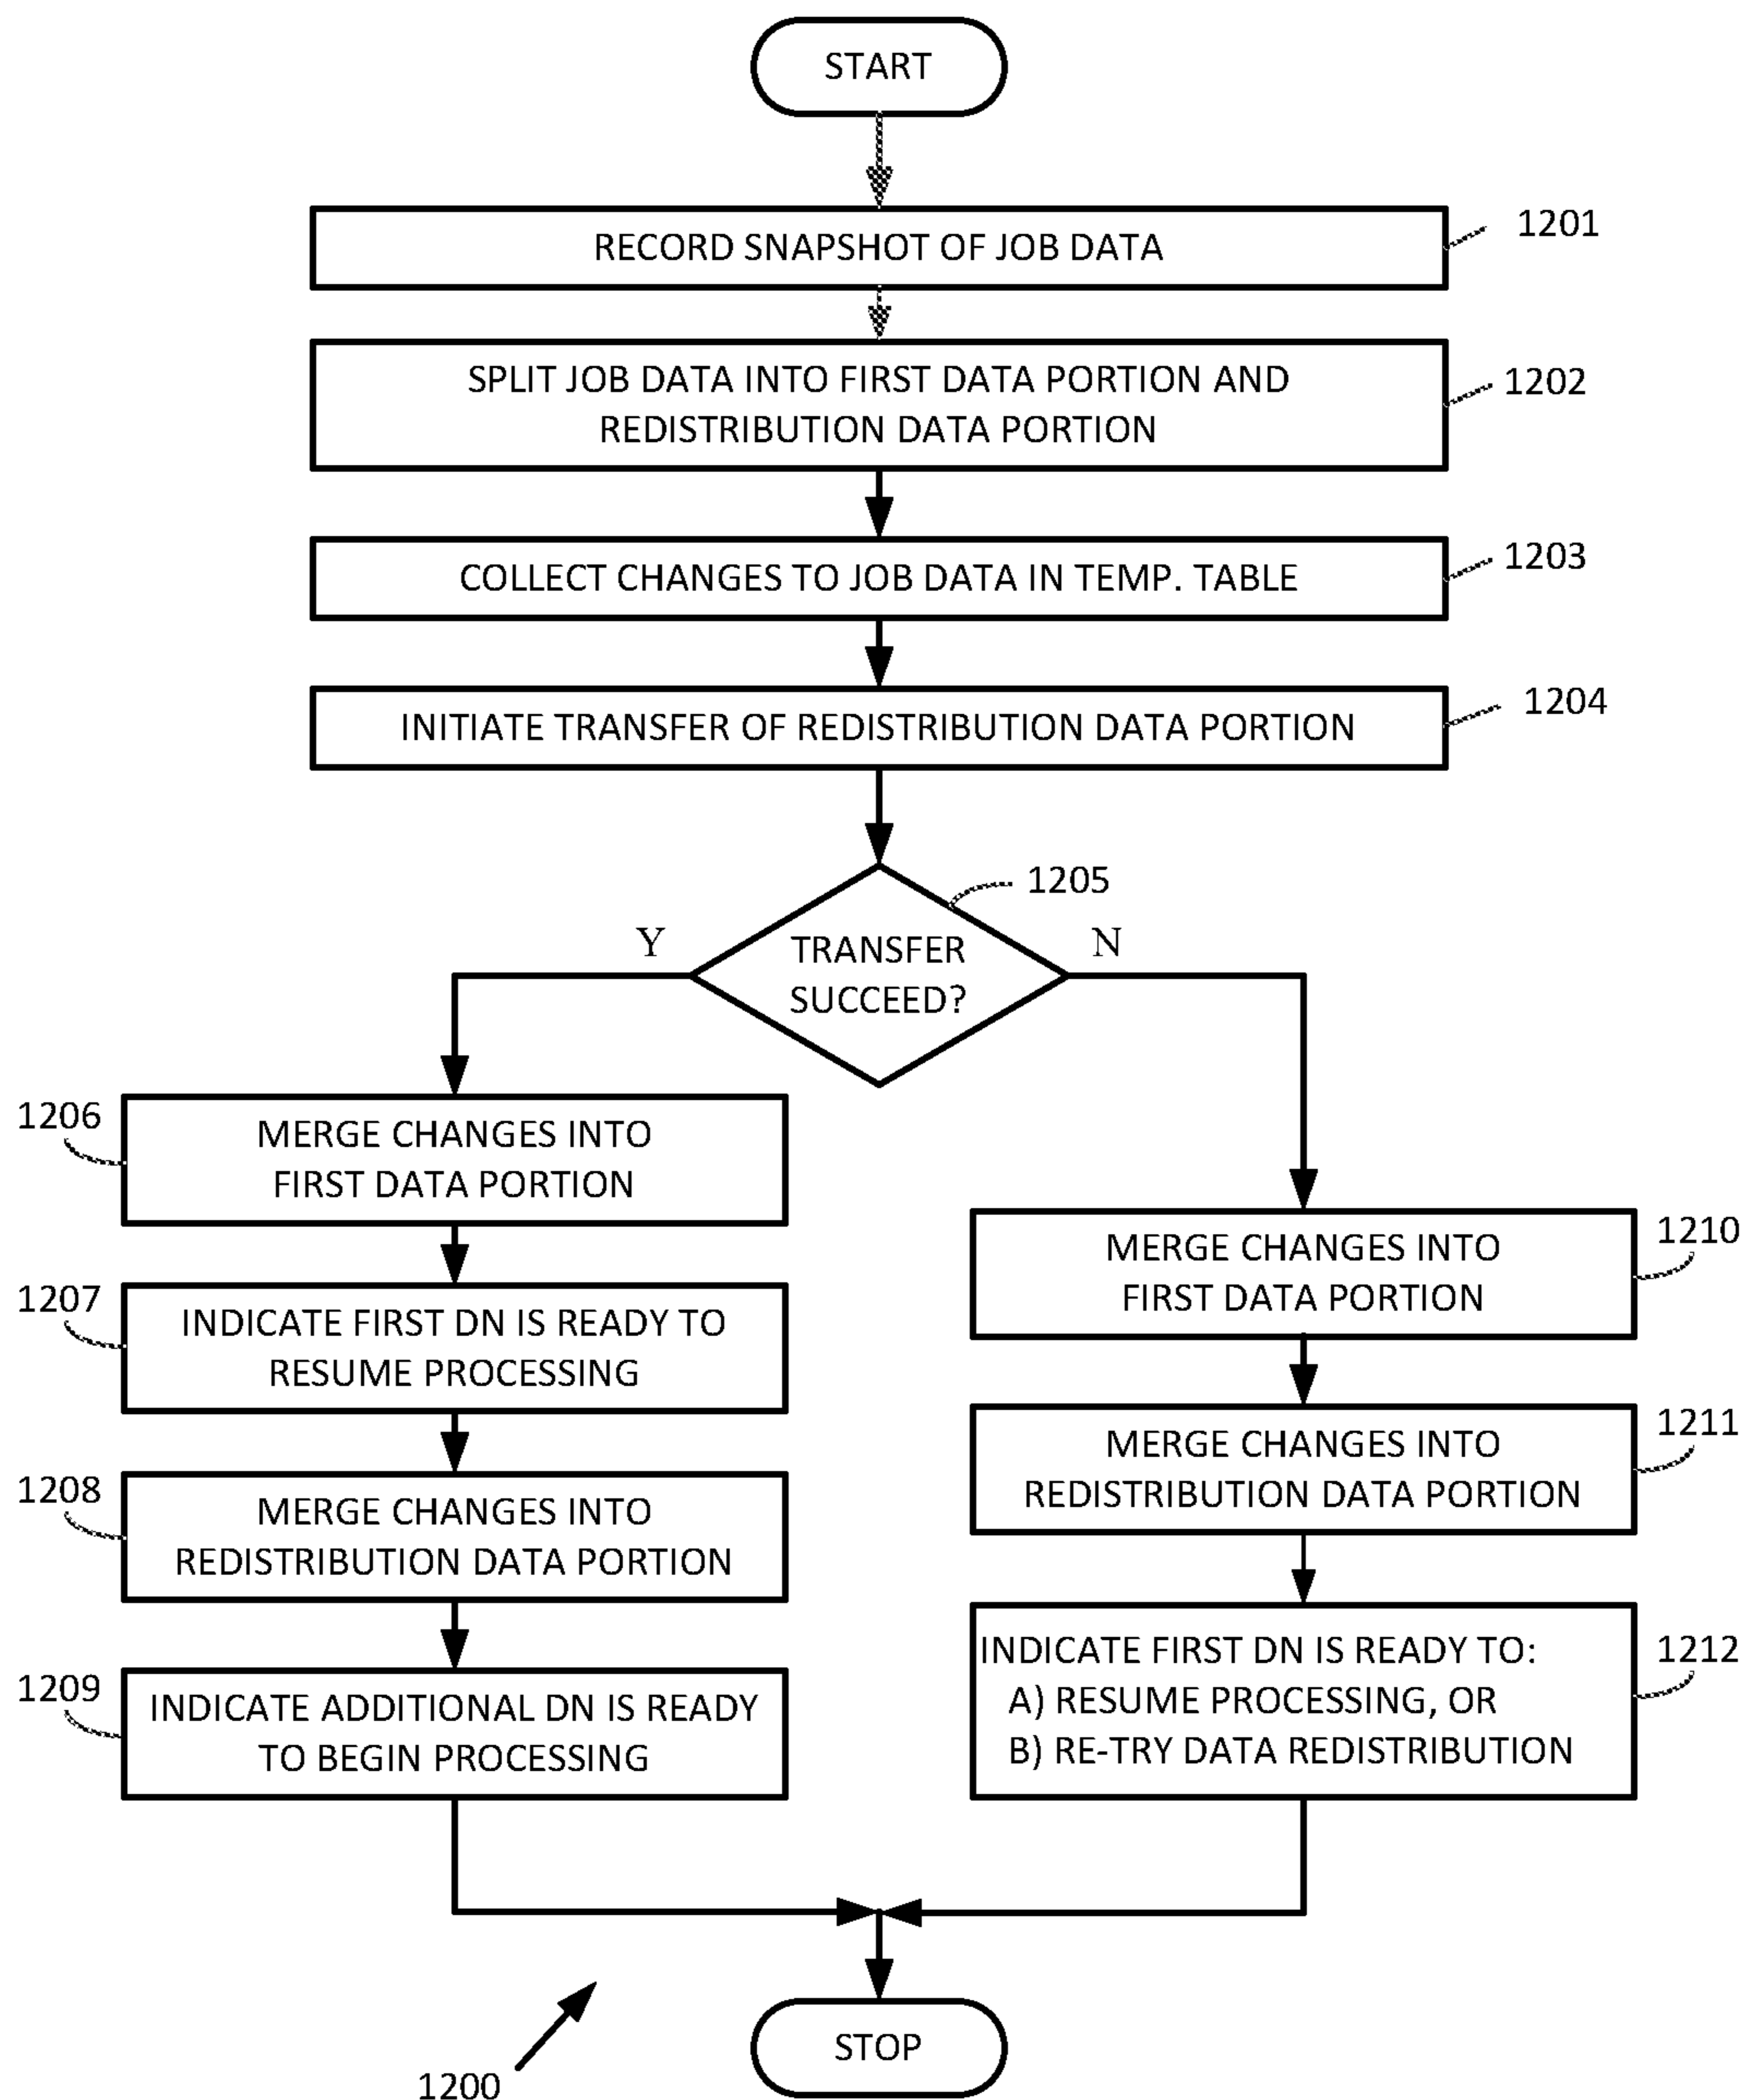 START
RECORD SNAPSHOT OF JOB DATA
1201
SPLIT JOB DATA INTO FIRST DATA PORTION AND
REDISTRIBUTION DATA PORTION
1202
COLLECT CHANGES TO JOB DATA IN TEMP. TABLE
1203
INITIATE TRANSFER OF REDISTRIBUTION DATA PORTION
1204
1205
TRANSFER
SUCCEED?
Y
N
1206
MERGE CHANGES INTO
FIRST DATA PORTION
1207
INDICATE FIRST DN IS READY TO
RESUME PROCESSING
1208
MERGE CHANGES INTO
REDISTRIBUTION DATA PORTION
1209
INDICATE ADDITIONAL DN IS READY
TO BEGIN PROCESSING
MERGE CHANGES INTO
FIRST DATA PORTION
1210
MERGE CHANGES INTO
REDISTRIBUTION DATA PORTION
1211
INDICATE FIRST DN IS READY TO:
A) RESUME PROCESSING, OR
B) RE-TRY DATA REDISTRIBUTION
1212
STOP
1200